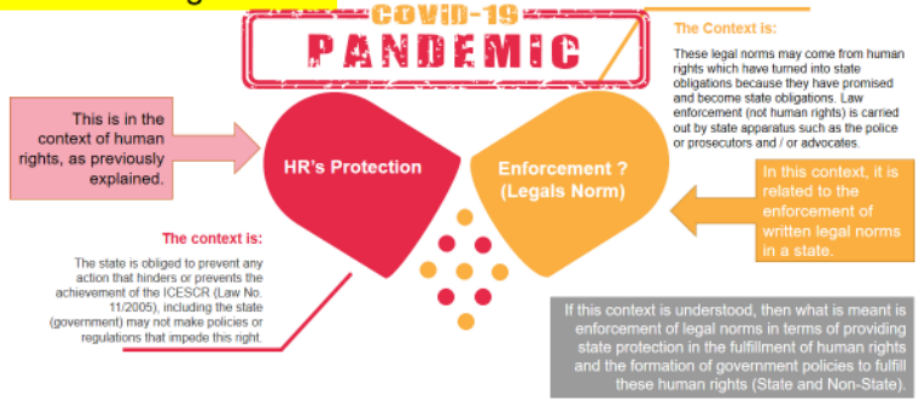 COVID-19
PANDEMIC
The Context is:
These legal norms may come from human
rights which have turned into state
obligations because they have promised
and become state obligations. Law
enforcement (not human rights) is carried
out by state apparatus such as the police
or prosecutors and / or advocates.
This is in the
context of human
rights, as previously
explained.
HR's Protection
Enforcement ?
(Legals Norm)
In this context, it is
related to the
enforcement of
written legal norms
in a state.
The context is:
The state is obliged to prevent any
action that hinders or prevents the
achievement of the ICESCR (Law No.
11/2005), including the state
(government) may not make policies or
regulations that impede this right.
If this context is understood, then what is meant is
enforcement of legal norms in terms of providing
state protection in the fulfillment of human rights
and the formation of government policies to fulfill
these human rights (State and Non-State).